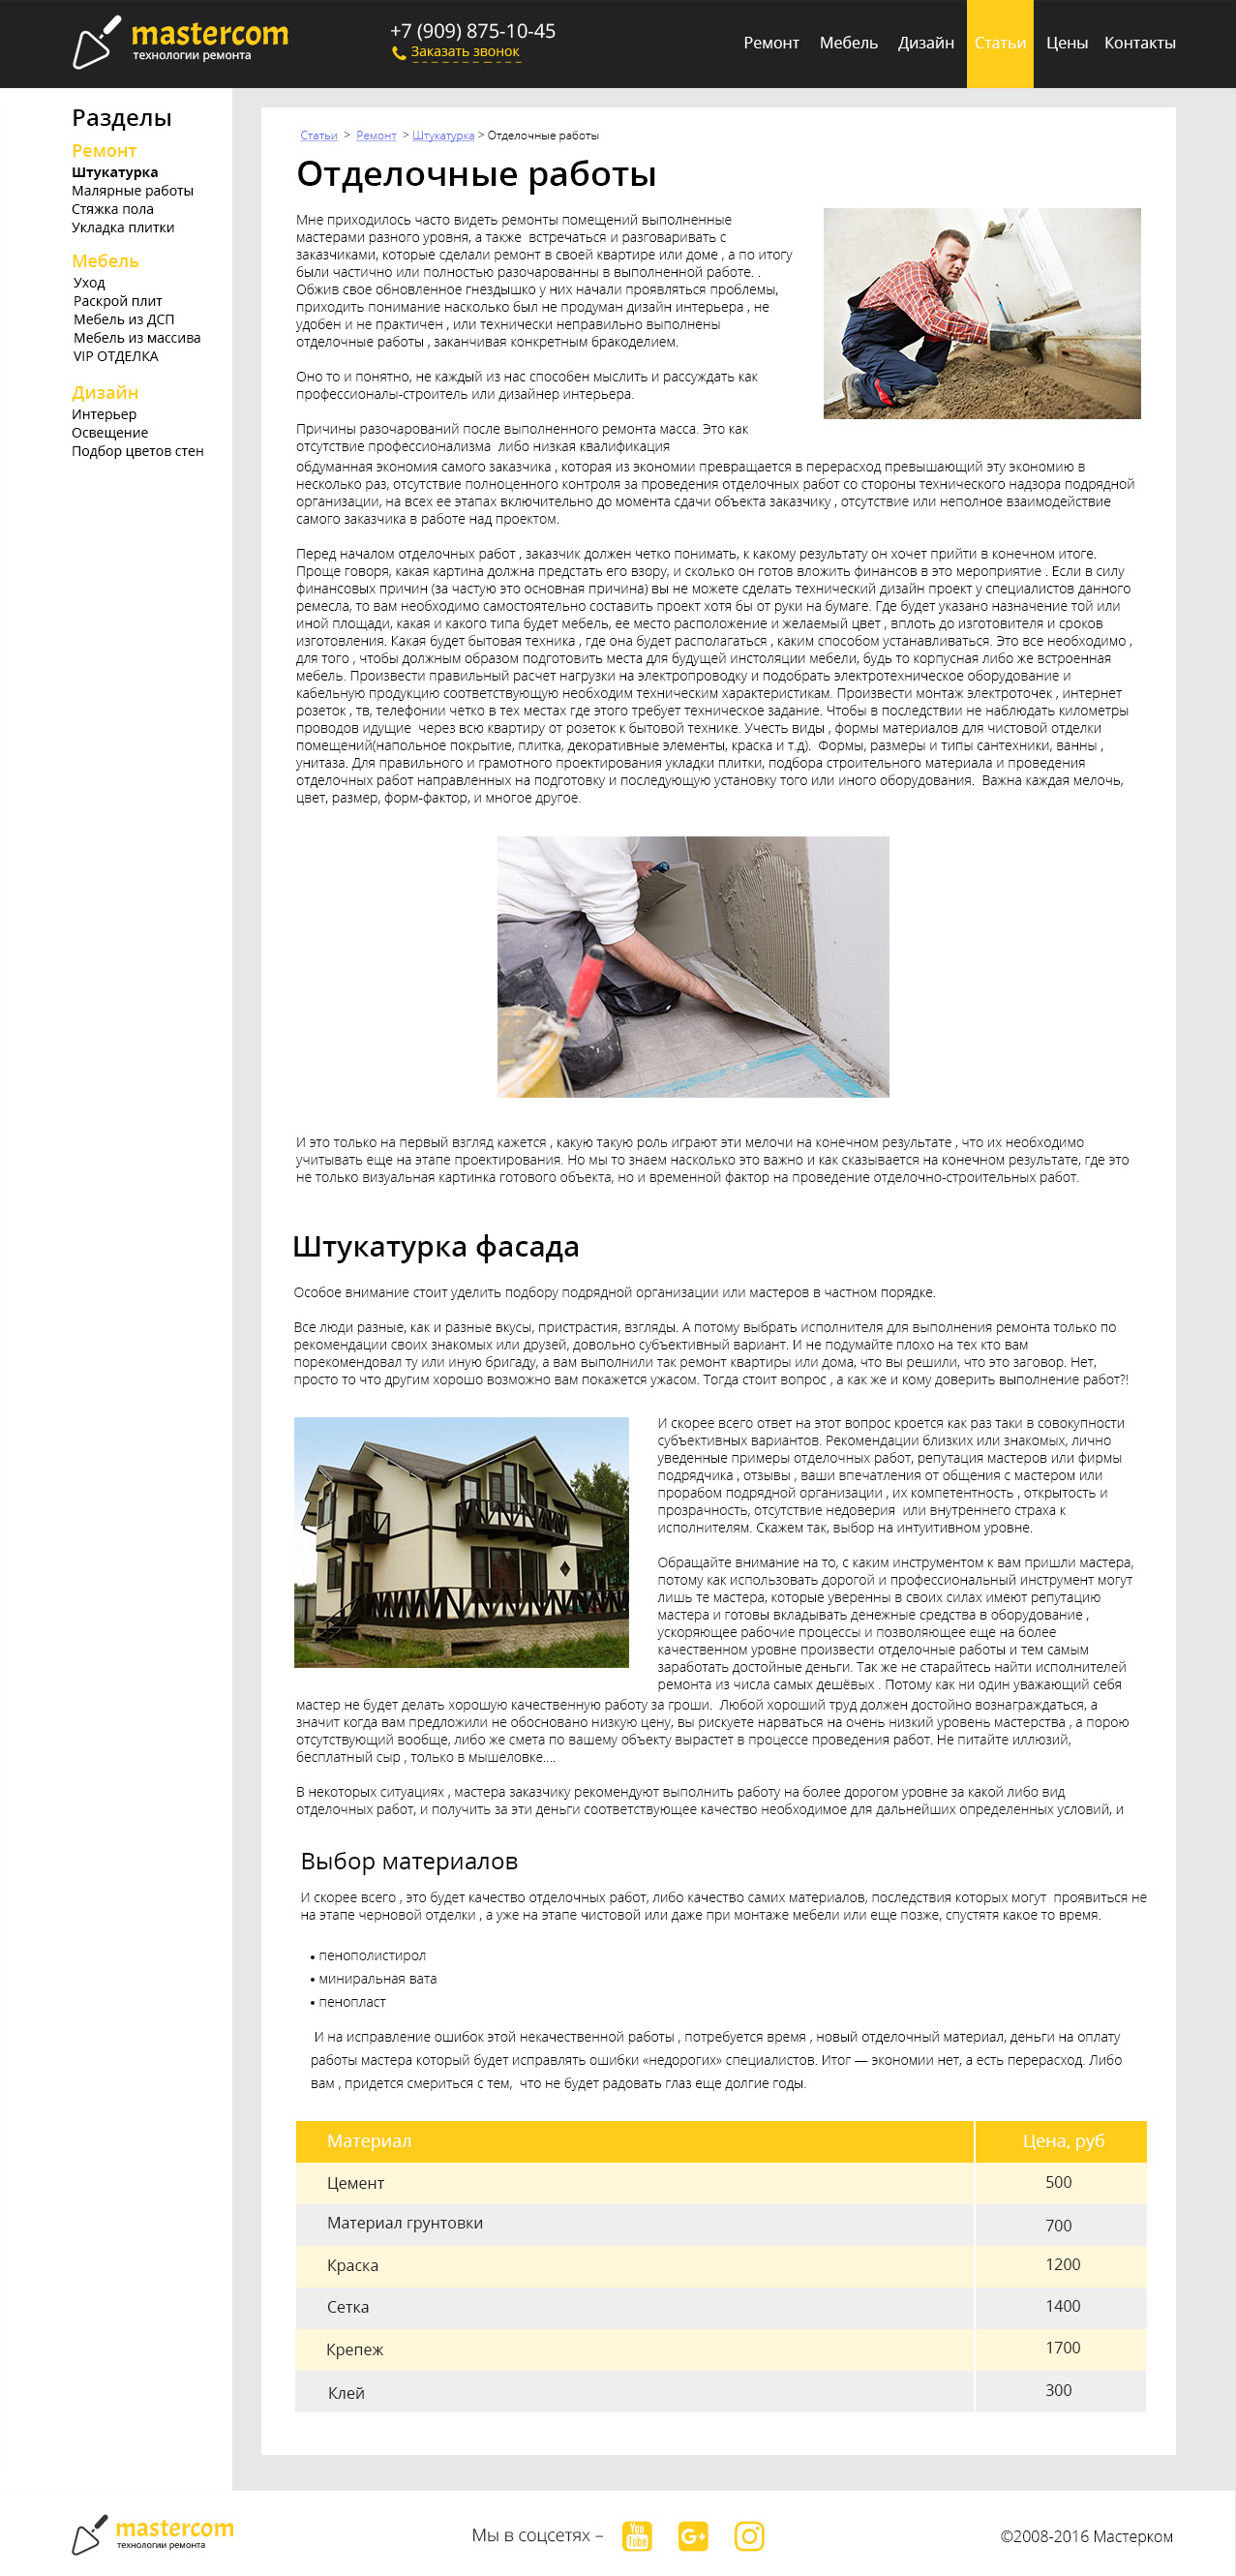 mastercom
технологии ремонта
+7 (909) 875-10-45
Заказать звонок
Ремонт Мебель Дизайн Статьи Цены Контакты
Разделы
Ремонт
Штукатурка
Малярные работы
Стяжка пола
Укладка плитки
Мебель
Уход
Раскрой плит
Мебель из ДСП
Мебель из массива
VIP ОТДЕЛКА
Дизайн
Интерьер
Освещение
Подбор цветов стен
Статьи > Ремонт > Штукатурка > Отделочные работы
Отделочные работы
Мне приходилось часто видеть ремонты помещений выполненные
мастерами разного уровня, а также  встречаться и разговаривать с
заказчиками, которые сделали ремонт в своей квартире или доме , а по итогу
были частично или полностью разочарованны в выполненной работе. .
Обжив свое обновленное гнездышко у них начали проявляться проблемы,
приходить понимание насколько был не продуман дизайн интерьера , не
удобен и не практичен , или технически неправильно выполнены
отделочные работы , заканчивая конкретным бракоделием.
Оно то и понятно, не каждый из нас способен мыслить и рассуждать как
профессионалы-строитель или дизайнер интерьера.
Причины разочарований после выполненного ремонта масса. Это как
отсутствие профессионализма  либо низкая квалификация
обдуманная экономия самого заказчика , которая из экономии превращается в перерасход превышающий эту экономию в
несколько раз, отсутствие полноценного контроля за проведения отделочных работ со стороны технического надзора подрядной
организации, на всех ее этапах включительно до момента сдачи объекта заказчику , отсутствие или неполное взаимодействие
самого заказчика в работе над проектом.
Перед началом отделочных работ , заказчик должен четко понимать, к какому результату он хочет прийти в конечном итоге.
Проще говоря, какая картина должна предстать его взору, и сколько он готов вложить финансов в это мероприятие . Если в силу
финансовых причин (за частую это основная причина) вы не можете сделать технический дизайн проект у специалистов данного
ремесла, то вам необходимо самостоятельно составить проект хотя бы от руки на бумаге. Где будет указано назначение той или
иной площади, какая и какого типа будет мебель, ее место расположение и желаемый цвет , вплоть до изготовителя и сроков
изготовления. Какая будет бытовая техника , где она будет располагаться , каким способом устанавливаться. Это все необходимо ,
для того , чтобы должным образом подготовить места для будущей инстоляции мебели, будь то корпусная либо же встроенная
мебель. Произвести правильный расчет нагрузки на электропроводку и подобрать электротехническое оборудование и
кабельную продукцию соответствующую необходим техническим характеристикам. Произвести монтаж электроточек , интернет
розеток , тв, телефонии четко в тех местах где этого требует техническое задание. Чтобы в последствии не наблюдать километры
проводов идущие  через всю квартиру от розеток к бытовой технике. Учесть виды , формы материалов для чистовой отделки
помещений(напольное покрытие, плитка, декоративные элементы, краска и т.д).  Формы, размеры и типы сантехники, ванны ,
унитаза. Для правильного и грамотного проектирования укладки плитки, подбора строительного материала и проведения
отделочных работ направленных на подготовку и последующую установку того или иного оборудования.  Важна каждая мелочь,
цвет, размер, форм-фактор, и многое другое.
И это только на первый взгляд кажется , какую такую роль играют эти мелочи на конечном результате , что их необходимо
учитывать еще на этапе проектирования. Но мы то знаем насколько это важно и как сказывается на конечном результате, где это
не только визуальная картинка готового объекта, но и временной фактор на проведение отделочно-строительных работ.
Штукатурка фасада
Особое внимание стоит уделить подбору подрядной организации или мастеров в частном порядке.
Все люди разные, как и разные вкусы, пристрастия, взгляды. А потому выбрать исполнителя для выполнения ремонта только по
рекомендации своих знакомых или друзей, довольно субъективный вариант. И не подумайте плохо на тех кто вам
порекомендовал ту или иную бригаду, а вам выполнили так ремонт квартиры или дома, что вы решили, что это заговор. Нет,
просто то что другим хорошо возможно вам покажется ужасом. Тогда стоит вопрос , а как же и кому доверить выполнение работ?!
И скорее всего ответ на этот вопрос кроется как раз таки в совокупности
субъективных вариантов. Рекомендации близких или знакомых, лично
уведенные примеры отделочных работ, репутация мастеров или фирмы
подрядчика , отзывы , ваши впечатления от общения с мастером или
прорабом подрядной организации , их компетентность , открытость и
прозрачность, отсутствие недоверия  или внутреннего страха к
исполнителям. Скажем так, выбор на интуитивном уровне.
Обращайте внимание на то, с каким инструментом к вам пришли мастера,
потому как использовать дорогой и профессиональный инструмент могут
лишь те мастера, которые уверенны в своих силах имеют репутацию
мастера и готовы вкладывать денежные средства в оборудование ,
ускоряющее рабочие процессы и позволяющее еще на более
качественном уровне произвести отделочные работы и тем самым
заработать достойные деньги. Так же не старайтесь найти исполнителей
ремонта из числа самых дешёвых . Потому как ни один уважающий себя
мастер не будет делать хорошую качественную работу за гроши.  Любой хороший труд должен достойно вознаграждаться, а
значит когда вам предложили не обосновано низкую цену, вы рискуете нарваться на очень низкий уровень мастерства , а порою
отсутствующий вообще, либо же смета по вашему объекту вырастет в процессе проведения работ. Не питайте иллюзий,
бесплатный сыр , только в мышеловке….
В некоторых ситуациях , мастера заказчику рекомендуют выполнить работу на более дорогом уровне за какой либо вид
отделочных работ, и получить за эти деньги соответствующее качество необходимое для дальнейших определенных условий, и
Выбор материалов
И скорее всего , это будет качество отделочных работ, либо качество самих материалов, последствия которых могут  проявиться не
на этапе черновой отделки , а уже на этапе чистовой или даже при монтаже мебели или еще позже, спустятя какое то время.
• пенополистирол
• миниральная вата
• пенопласт
И на исправление ошибок этой некачественной работы , потребуется время , новый отделочный материал, деньги на оплату
работы мастера который будет исправлять ошибки «недорогих» специалистов. Итог — экономии нет, а есть перерасход. Либо
вам , придется смериться с тем,  что не будет радовать глаз еще долгие годы.
Материал Цена, руб
Цемент 500
Материал грунтовки 700
Краска 1200
Сетка 1400
Крепеж 1700
Клей 300
mastercom
технологии ремонта
Мы в соцсетях –
You Tube
G+
©2008-2016 Мастерком